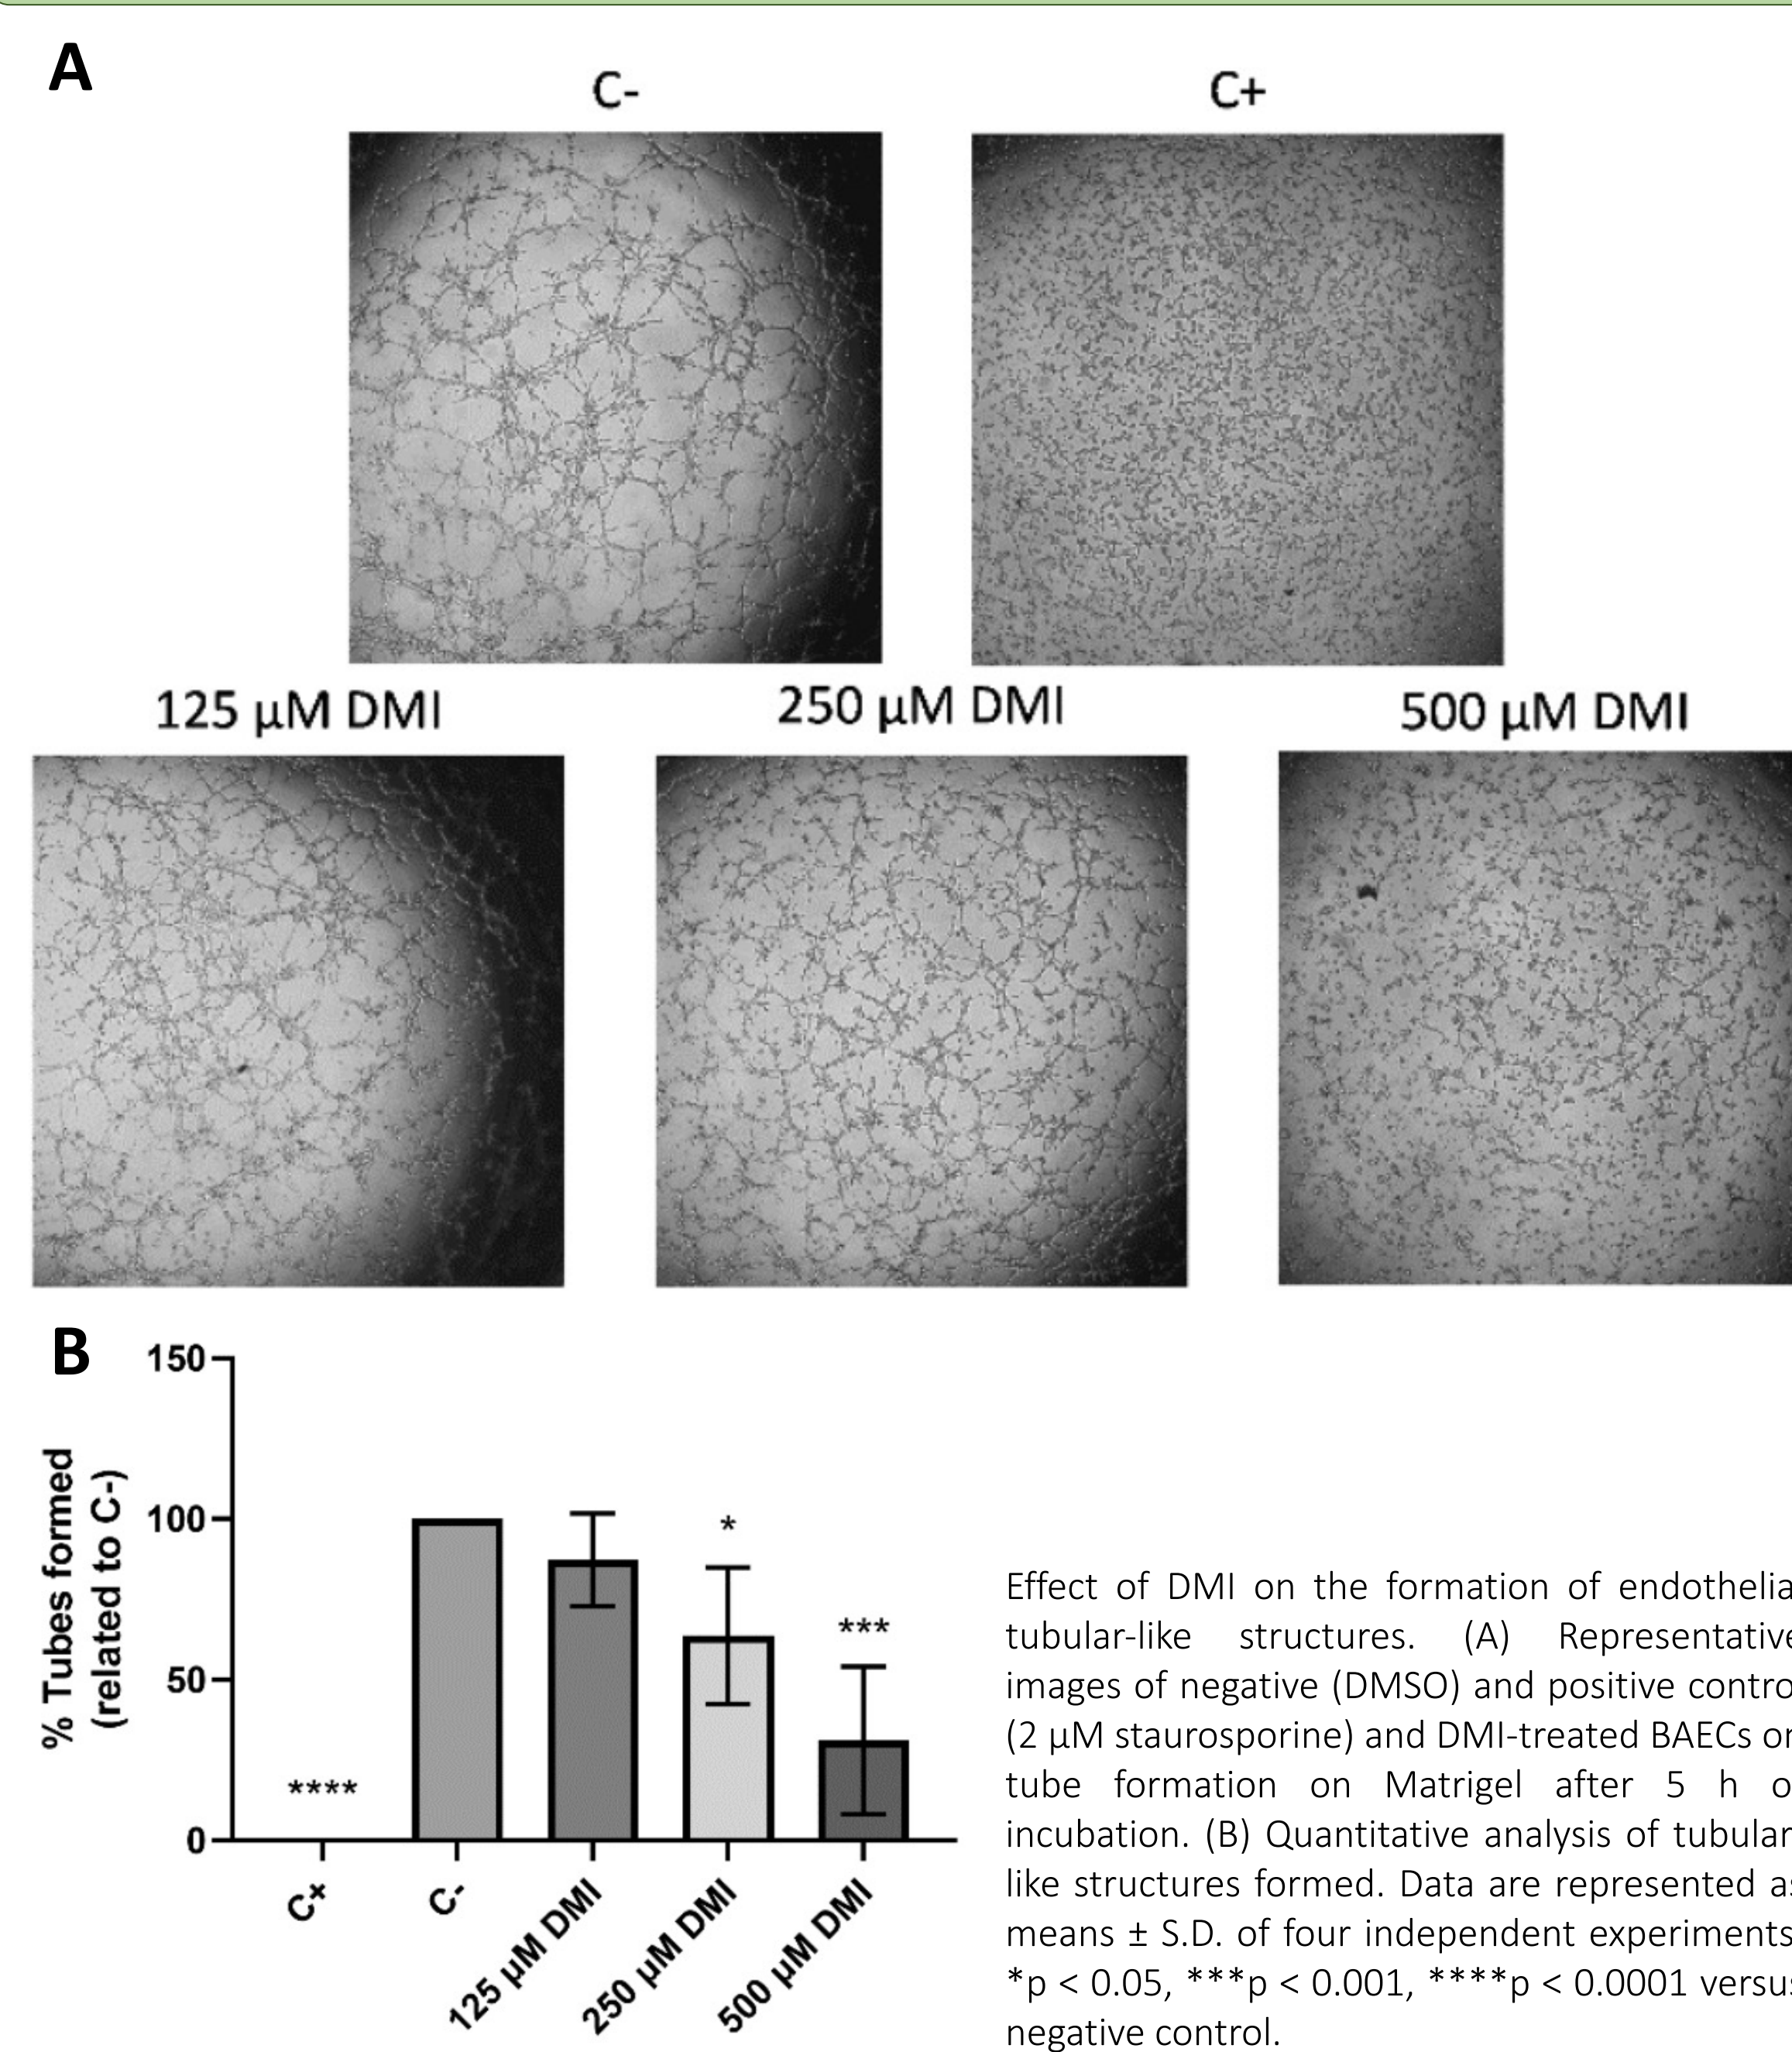 A
C-
C+
125 µM DMI
250 µM DMI
500 µM DMI
B
150
100
50
0
% Tubes formed
(related to C-)
****
*
***
C+
C-
125 µM DMI
250 µM DMI
500 µM DMI
Effect of DMI on the formation of endothelia
tubular-like structures. (A) Representative
images of negative (DMSO) and positive contro
(2 µM staurosporine) and DMI-treated BAECs on
tube formation on Matrigel after 5 h o
incubation. (B) Quantitative analysis of tubular
like structures formed. Data are represented as
means ± S.D. of four independent experiments
*p < 0.05, ***p < 0.001, ****p < 0.0001 versus
negative control.